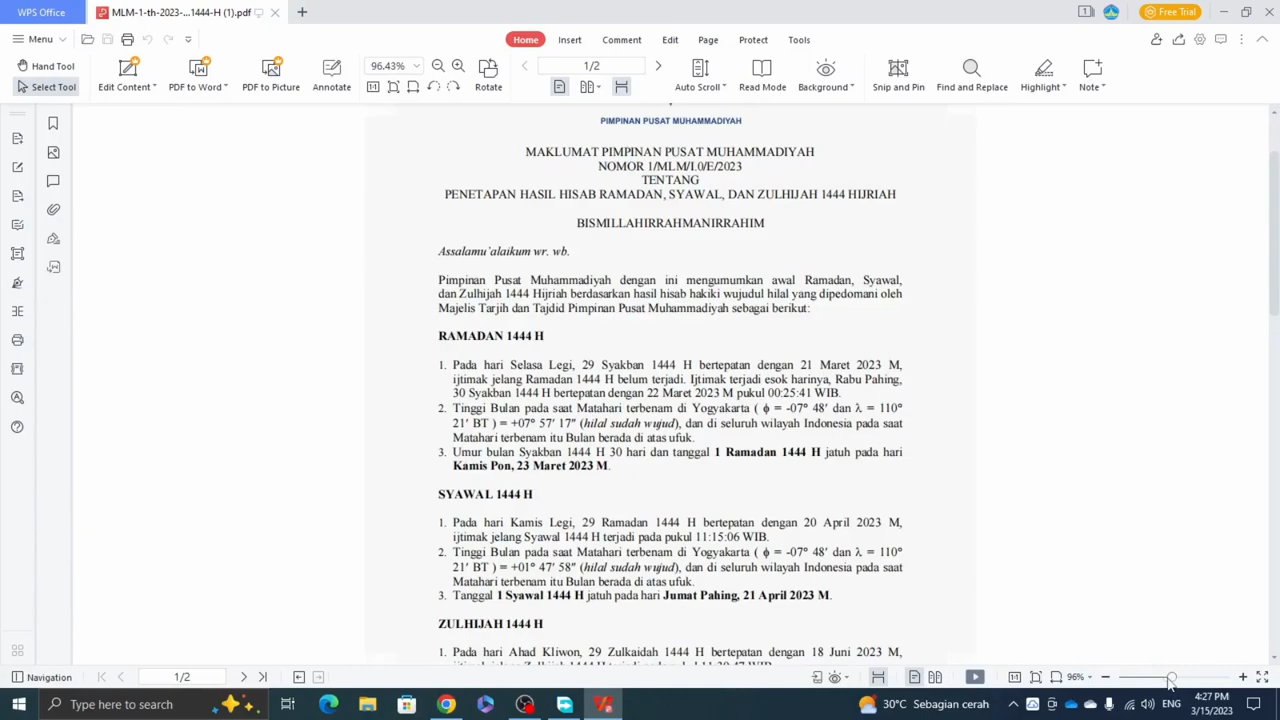 WPS Office
MLM-1-th-2023-...1444-H (1).pdf
Free Trial
Menu
Home
Insert
Comment
Edit
Page
Protect
Tools
Hand Tool
Select Tool
Edit Content
PDF to Word
PDF to Picture
Annotate
96.43%
Rotate
1/2
Auto Scroll
Read Mode
Background
Snip and Pin
Find and Replace
Highlight
Note
PIMPINAN PUSAT MUHAMMADIYAH
MAKLUMAT PIMPINAN PUSAT MUHAMMADIYAH
NOMOR 1/MLM/I.0/E/2023
TENTANG
PENETAPAN HASIL HISAB RAMADAN, SYAWAL, DAN ZULHIJAH 1444 HIJRIAH
BISMILLAHIRRAHMANIRRAHIM
Assalamu'alaikum wr. wb.
Pimpinan Pusat Muhammadiyah dengan ini mengumumkan awal Ramadan, Syawal,
dan Zulhijah 1444 Hijriah berdasarkan hasil hisab hakiki wujudul hilal yang dipedomani oleh
Majelis Tarjih dan Tajdid Pimpinan Pusat Muhammadiyah sebagai berikut:
RAMADAN 1444 H
1. Pada hari Selasa Legi, 29 Syakban 1444 H bertepatan dengan 21 Maret 2023 M,
ijtimak jelang Ramadan 1444 H belum terjadi. Ijtimak terjadi esok harinya, Rabu Pahing,
30 Syakban 1444 H bertepatan dengan 22 Maret 2023 M pukul 00:25:41 WIB.
2. Tinggi Bulan pada saat Matahari terbenam di Yogyakarta ( ϕ = -07° 48′ dan λ = 110°
21′ BT ) = +07° 57′ 17″ (hilal sudah wujud), dan di seluruh wilayah Indonesia pada saat
Matahari terbenam itu Bulan berada di atas ufuk.
3. Umur bulan Syakban 1444 H 30 hari dan tanggal 1 Ramadan 1444 H jatuh pada hari
Kamis Pon, 23 Maret 2023 M.
SYAWAL 1444 H
1. Pada hari Kamis Legi, 29 Ramadan 1444 H bertepatan dengan 20 April 2023 M,
ijtimak jelang Syawal 1444 H terjadi pada pukul 11:15:06 WIB.
2. Tinggi Bulan pada saat Matahari terbenam di Yogyakarta ( ϕ = -07° 48′ dan λ = 110°
21′ BT ) = +01° 47′ 58″ (hilal sudah wujud), dan di seluruh wilayah Indonesia pada saat
Matahari terbenam itu Bulan berada di atas ufuk.
3. Tanggal 1 Syawal 1444 H jatuh pada hari Jumat Pahing, 21 April 2023 M.
ZULHIJAH 1444 H
1. Pada hari Ahad Kliwon, 29 Zulkaidah 1444 H bertepatan dengan 18 Juni 2023 M,
Navigation
1/2
96%
Type here to search
30°C Sebagian cerah
ENG
4:27 PM
3/15/2023